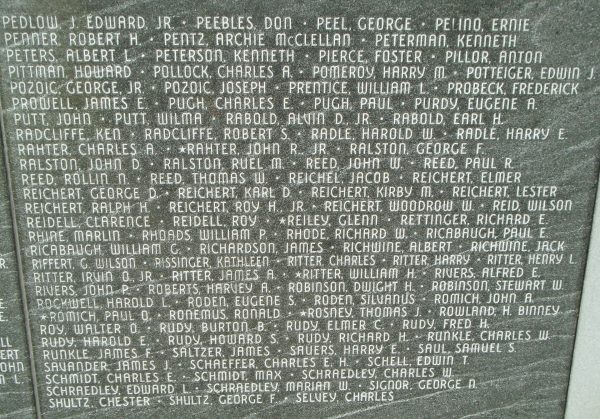 PEDLOW, J. EDWARD, JR. · PEEBLES, DON · PEEL, GEORGE · PELINO, ERNIE
PENNER, ROBERT H. · PENTZ, ARCHIE McCLELLAN · PETERMAN, KENNETH
PETERS, ALBERT L. · PETERSON, KENNETH · PIERCE, FOSTER · PILLOR, ANTON
PITTMAN, HOWARD · POLLOCK, CHARLES A. · POMEROY, HARRY M. · POTTEIGER, EDWIN J.
POZOIC, GEORGE, JR. · POZOIC, JOSEPH · PRENTICE, WILLIAM L. · PROBECK, FREDERICK
PROWELL, JAMES E. · PUGH, CHARLES E. · PUGH, PAUL · PURDY, EUGENE A.
PUTT, JOHN · PUTT, WILMA · RABOLD, ALVIN D., JR. · RABOLD, EARL H.
RADCLIFFE, KEN · RADCLIFFE, ROBERT S. · RADLE, HAROLD W. · RADLE, HARRY E.
RAHTER, CHARLES A. · ★RAHTER, JOHN R., JR. · RALSTON, GEORGE F.
RALSTON, JOHN D. · RALSTON, RUEL M. · REED, JOHN W. · REED, PAUL R.
REED, ROLLIN N. · REED, THOMAS W. · REICHEL, JACOB · REICHERT, ELMER
REICHERT, GEORGE D. · REICHERT, KARL D. · REICHERT, KIRBY M. · REICHERT, LESTER
REICHERT, RALPH H. · REICHERT, ROY H., JR. · REICHERT, WOODROW W. · REID, WILSON
REIDELL, CLARENCE · REIDELL, ROY · ★REILEY, GLENN · RETTINGER, RICHARD E.
RHINE, MARLIN · RHOADS, WILLIAM P. · RHODE, RICHARD W. · RICABAUGH, PAUL E.
RICABAUGH, WILLIAM G. · RICHARDSON, JAMES · RICHWINE, ALBERT · RICHWINE, JACK
RIFFERT, G. WILSON · RISSINGER, KATHLEEN · RITTER, CHARLES · RITTER, HARRY · RITTER, HENRY L.
RITTER, IRVIN O., JR. · RITTER, JAMES A. · ★RITTER, WILLIAM H. · RIVERS, ALFRED E.
RIVERS, JOHN P. · ROBERTS, HARVEY A. · ROBINSON, DWIGHT H. · ROBINSON, STEWART W.
ROCKWELL, HAROLD L. · RODEN, EUGENE S. · RODEN, SILVANUS · ROMICH, JOHN A.
★ROMICH, PAUL O. · RONEMUS, RONALD · ★ROSNEY, THOMAS J. · ROWLAND, H. BINNEY
ROY, WALTER O. · RUDY, BURTON B. · RUDY, ELMER C. · RUDY, FRED H.
RUDY, HAROLD E. · RUDY, HOWARD S. · RUDY, RICHARD H. · RUNKLE, CHARLES W.
RUNKLE, JAMES F. · SALTZER, JAMES · SAUERS, HARRY E. · SAUL, SAMUEL S.
SAVANDER, JAMES J. · SCHAEFFER, CHARLES E. H. · SCHELL, EDWIN T.
SCHMIDT, CHARLES E. · SCHMIDT, MAX · SCHRAEDLEY, CHARLES W.
SCHRAEDLEY, EDWARD L. · SCHRAEDLEY, MARIAN W. · SIGNOR, GEORGE N.
SHULTZ, CHESTER · SHULTZ, GEORGE F. · SELVEY, CHARLES